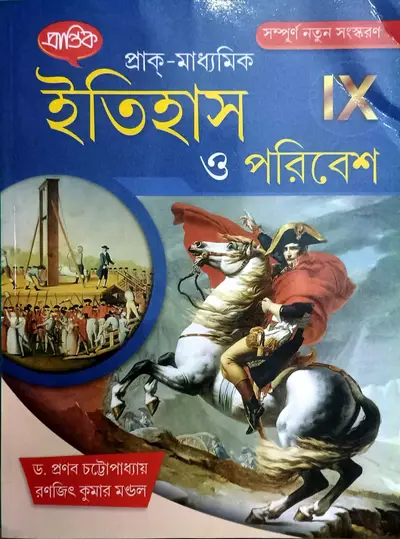 প্রান্তিক
সম্পূর্ণ নতুন সংস্করণ
প্রাক্-মাধ্যমিক
ইতিহাস
IX
ও পরিবেশ
ড. প্রণব চট্টোপাধ্যায়
রণজিৎ কুমার মণ্ডল